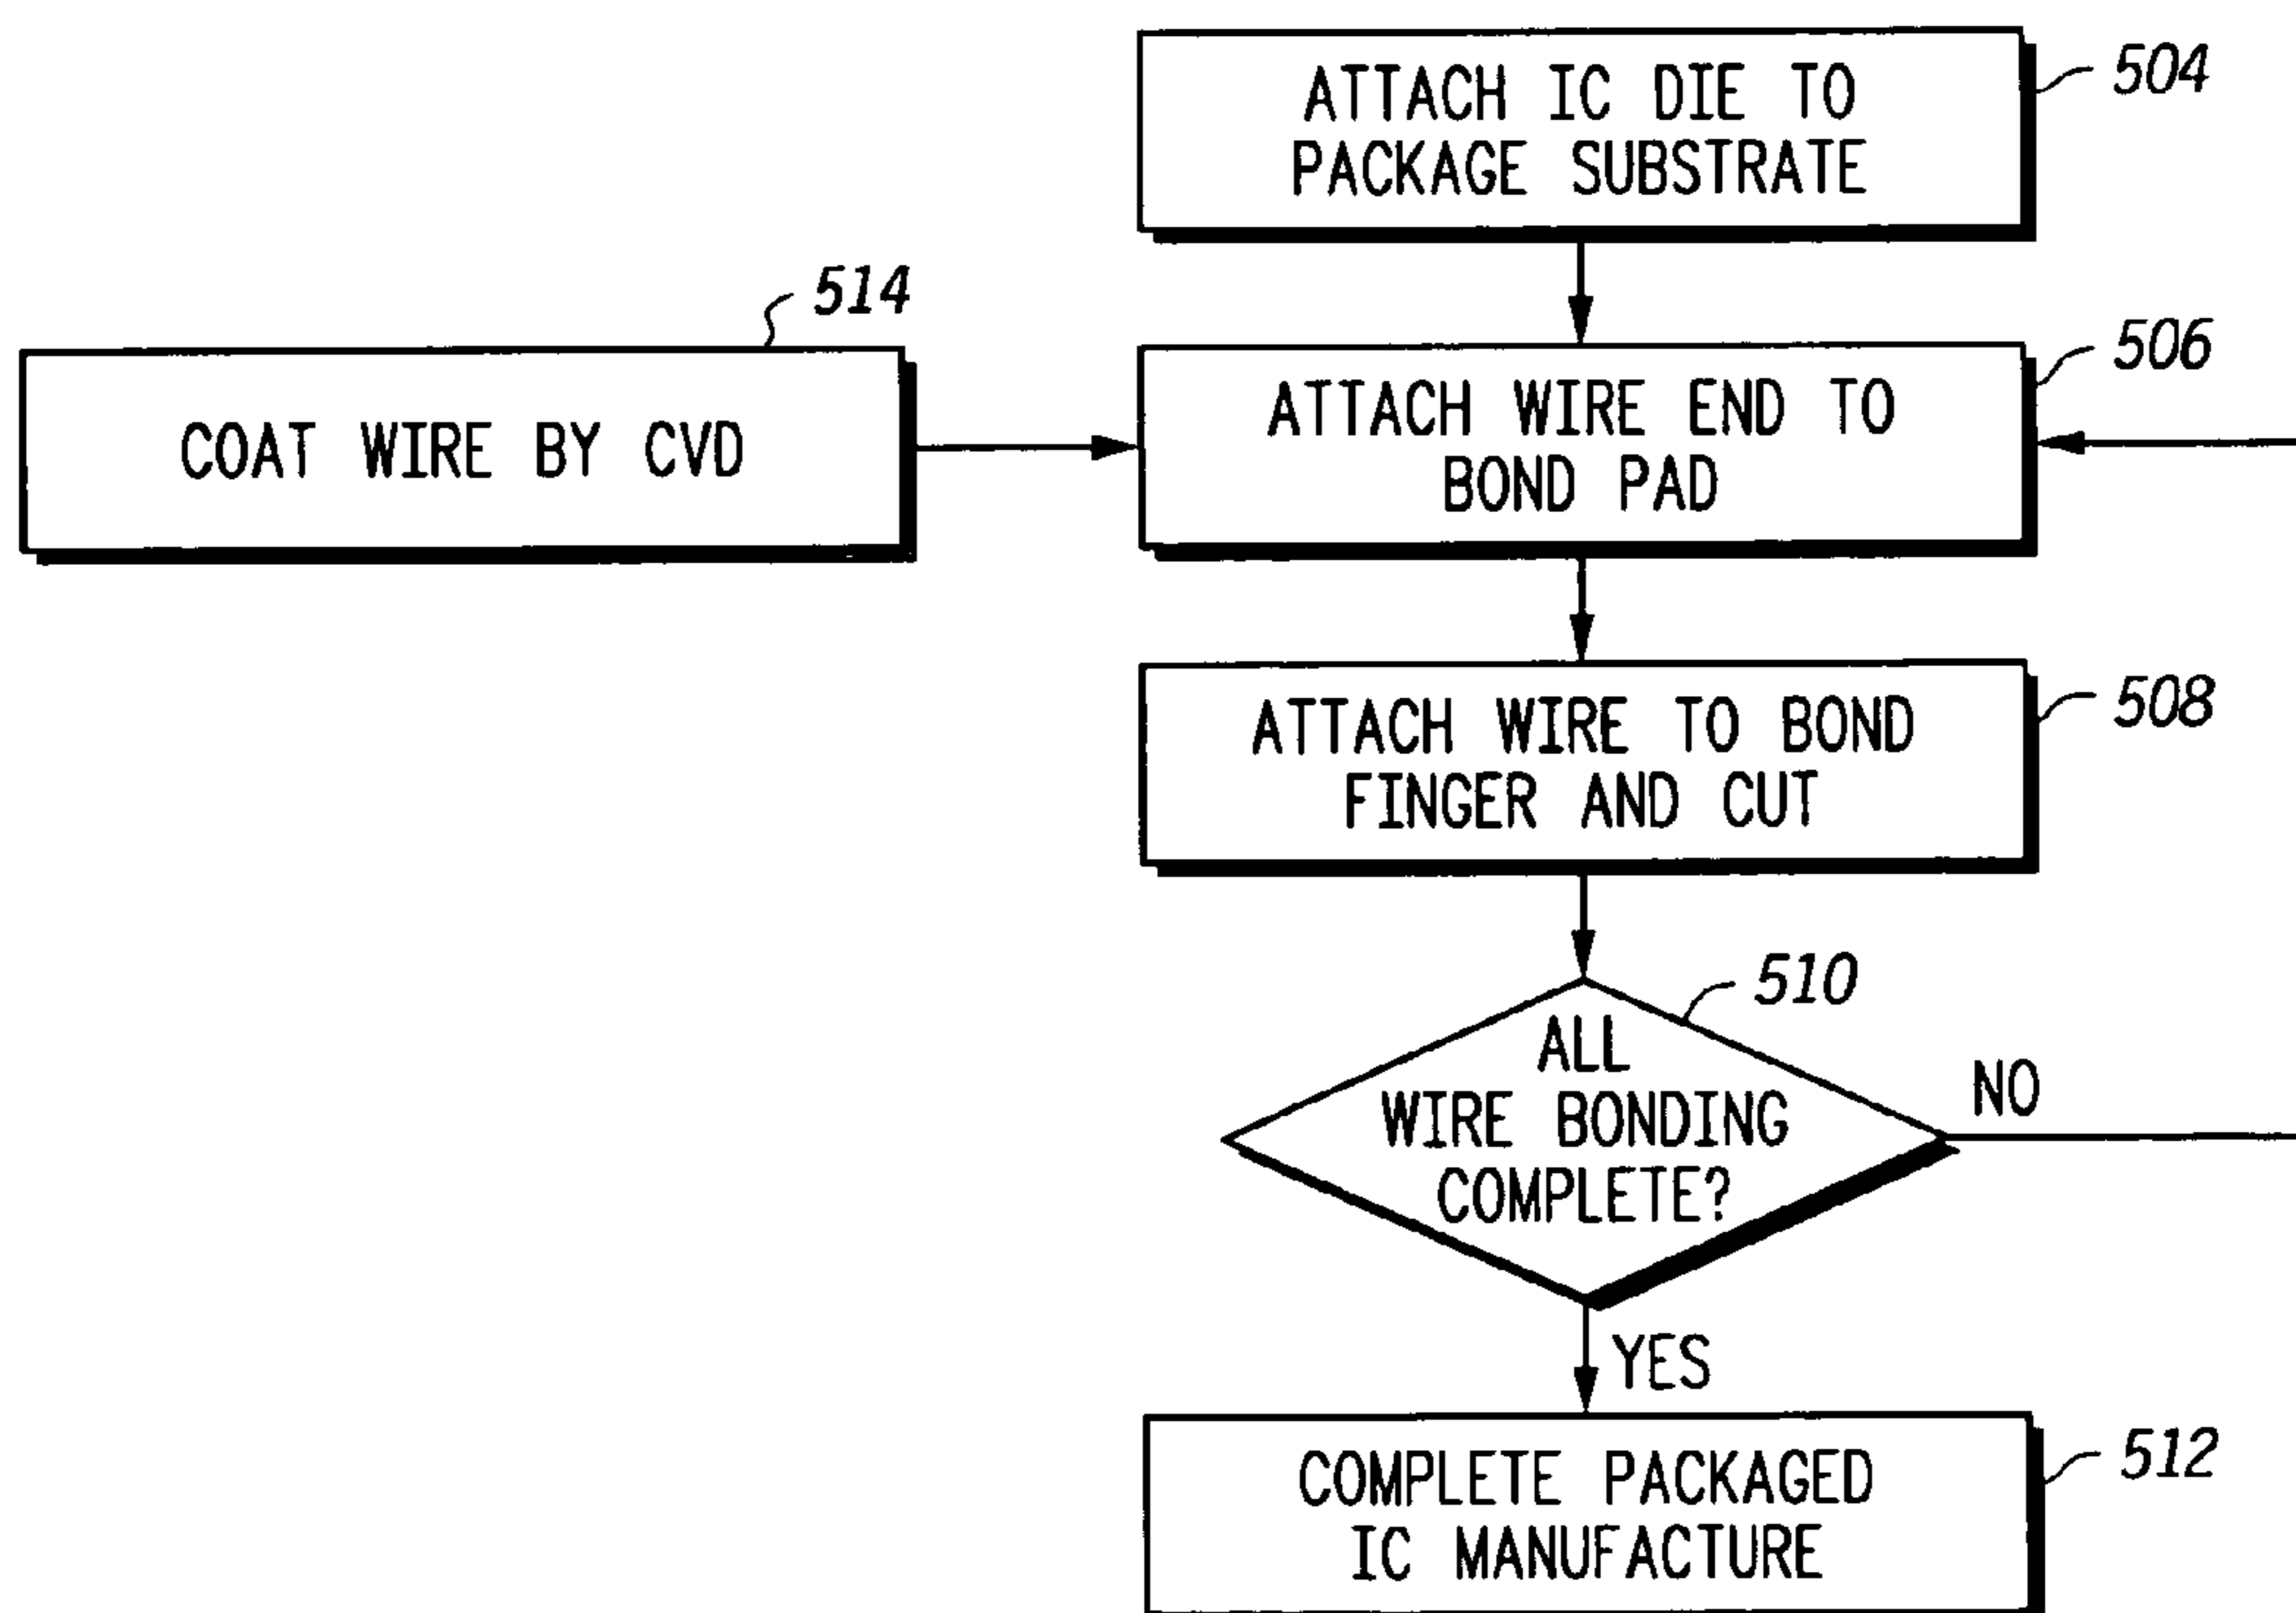 ATTACH IC DIE TO
PACKAGE SUBSTRATE
504
514
COAT WIRE BY CVD
ATTACH WIRE END TO
BOND PAD
506
ATTACH WIRE TO BOND
FINGER AND CUT
508
510
ALL
WIRE BONDING
COMPLETE?
NO
YES
COMPLETE PACKAGED
IC MANUFACTURE
512